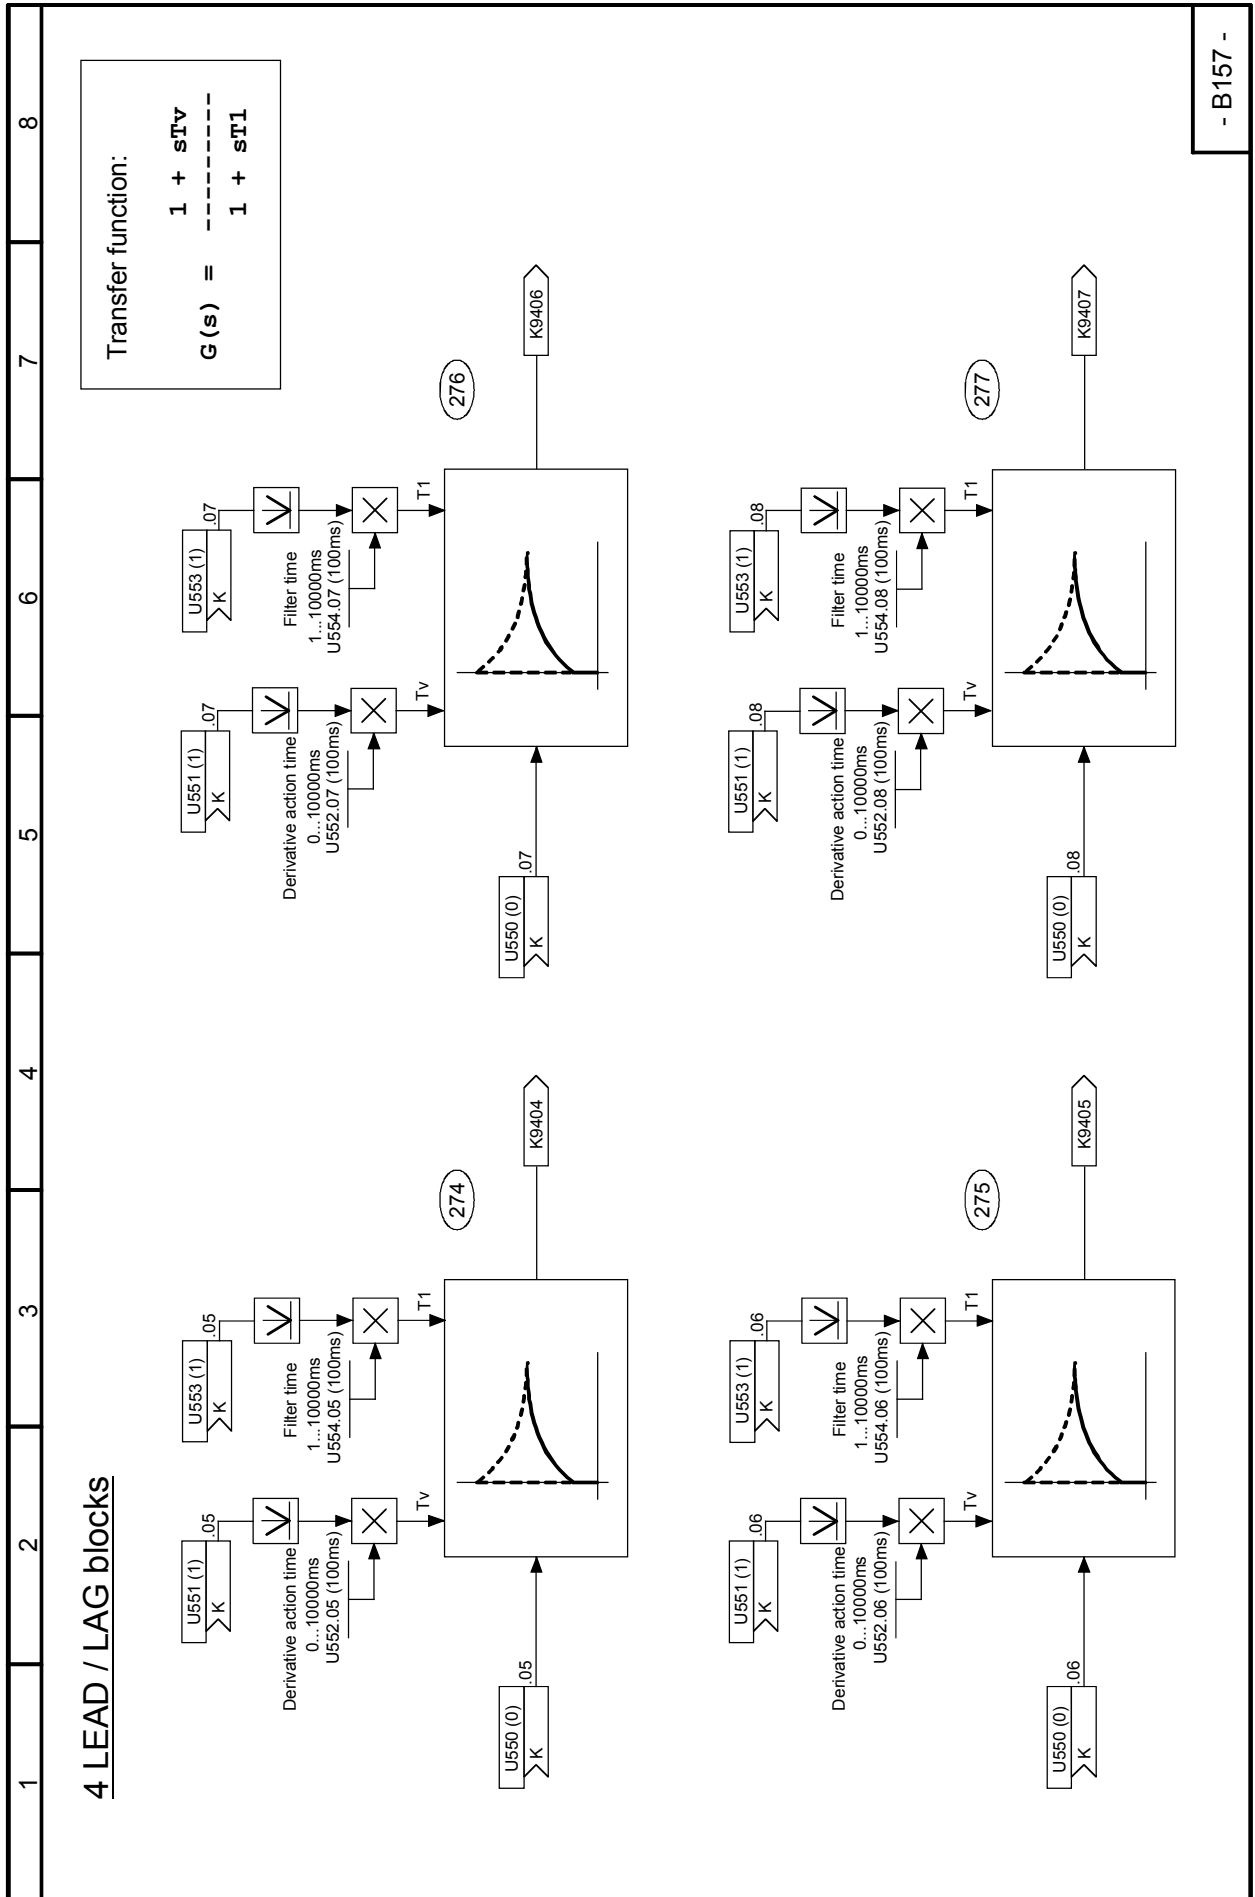 1 2 3 4 5 6 7 8
4 LEAD / LAG blocks
Transfer function:
1 + sTv
G(s) = ----------
1 + sT1
U551 (1)
K
.05
Derivative action time
0...10000ms
U552.05 (100ms)
Tv
U553 (1)
K
.05
Filter time
1...10000ms
U554.05 (100ms)
T1
274
U550 (0)
K
.05
K9404
U551 (1)
K
.07
Derivative action time
0...10000ms
U552.07 (100ms)
Tv
U553 (1)
K
.07
Filter time
1...10000ms
U554.07 (100ms)
T1
276
U550 (0)
K
.07
K9406
U551 (1)
K
.06
Derivative action time
0...10000ms
U552.06 (100ms)
Tv
U553 (1)
K
.06
Filter time
1...10000ms
U554.06 (100ms)
T1
275
U550 (0)
K
.06
K9405
U551 (1)
K
.08
Derivative action time
0...10000ms
U552.08 (100ms)
Tv
U553 (1)
K
.08
Filter time
1...10000ms
U554.08 (100ms)
T1
277
U550 (0)
K
.08
K9407
- B157 -